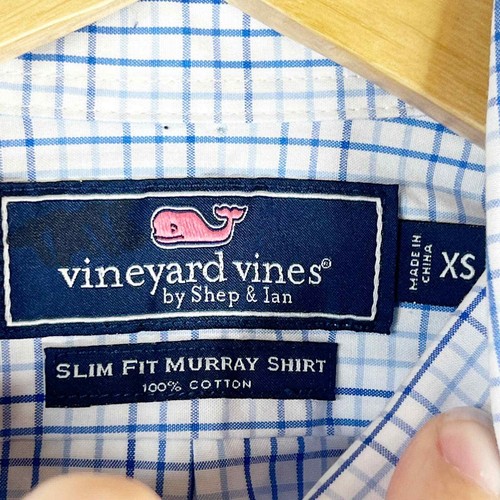 vineyard vines®
by Shep & Ian
MADE IN
CHINA
XS
SLIM FIT MURRAY SHIRT
100% COTTON